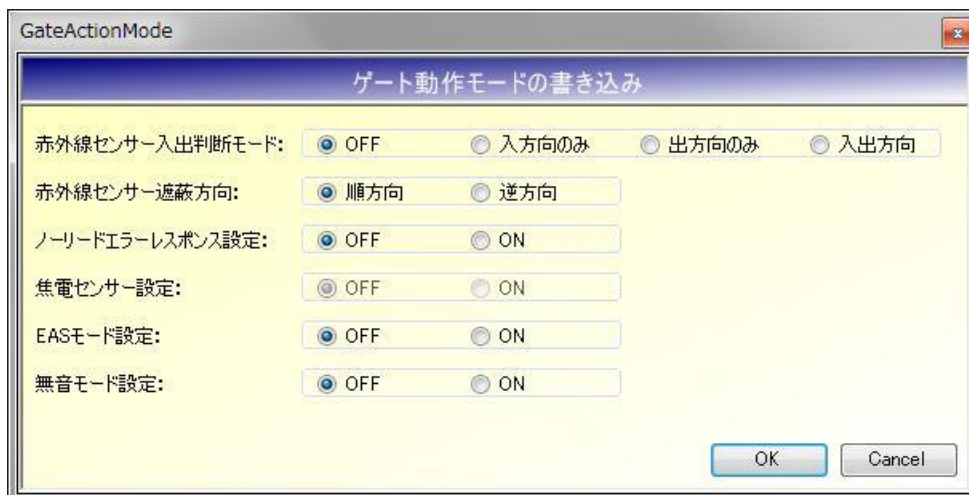 GateActionMode
ゲート動作モードの書き込み
赤外線センサー入出判断モード: OFF 入方向のみ 出方向のみ 入出方向
赤外線センサー遮蔽方向: 順方向 逆方向
ノーリードエラーレスポンス設定: OFF ON
焦電センサー設定: OFF ON
EASモード設定: OFF ON
無音モード設定: OFF ON
OK Cancel